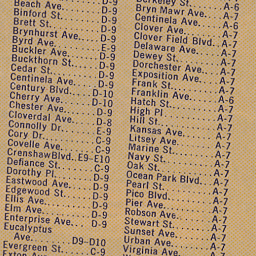 Beach Ave........D-9
Binford St.........D-9
Brett St............D-9
Brynhurst Ave....D-9
Byrd Ave..........E-9
Buckler Ave......D-9
Buckthorn St.....D-9
Cedar St..........D-9
Centinela Ave....D-9
Century Blvd.....D-10
Cherry Ave.......D-10
Chester Ave......D-9
Cloverdal Ave....D-8
Connolly Dr......E-9
Cory Dr...........C-9
Covelle Ave......C-9
Crenshaw Blvd. E9-E10
Defiance St......C-9
Dorothy Pl.......D-9
Eastwood Ave....D-9
Edgewood St.....D-9
Ellis Ave..........D-9
Elm Ave..........D-9
Enterprise Ave...D-9
Eucalyptus
Ave.......D9-D10
Evergreen St.....C-9
Berkeley St.......A-6
Bryn Mawr Ave....A-7
Centinela Ave.....A-6
Clover Ave........A-7
Clover Field Blvd..A-7
Delaware Ave......A-7
Dewey St..........A-7
Dorchester Ave....A-7
Exposition Ave....A-7
Frank St...........A-7
Franklin Ave......A-6
Hatch St..........A-7
High Pl............A-7
Hill St.............A-7
Kansas Ave.......A-7
Litsey Ave........A-7
Marine St.........A-7
Navy St...........A-7
Oak St............A-7
Ocean Park Blvd..A-7
Pearl St...........A-7
Pico Blvd.........A-7
Pier Ave..........A-7
Robson Ave.......A-7
Stewart St........A-7
Sunset Ave.......A-7
Urban Ave........A-7
Virginia Ave......A-7